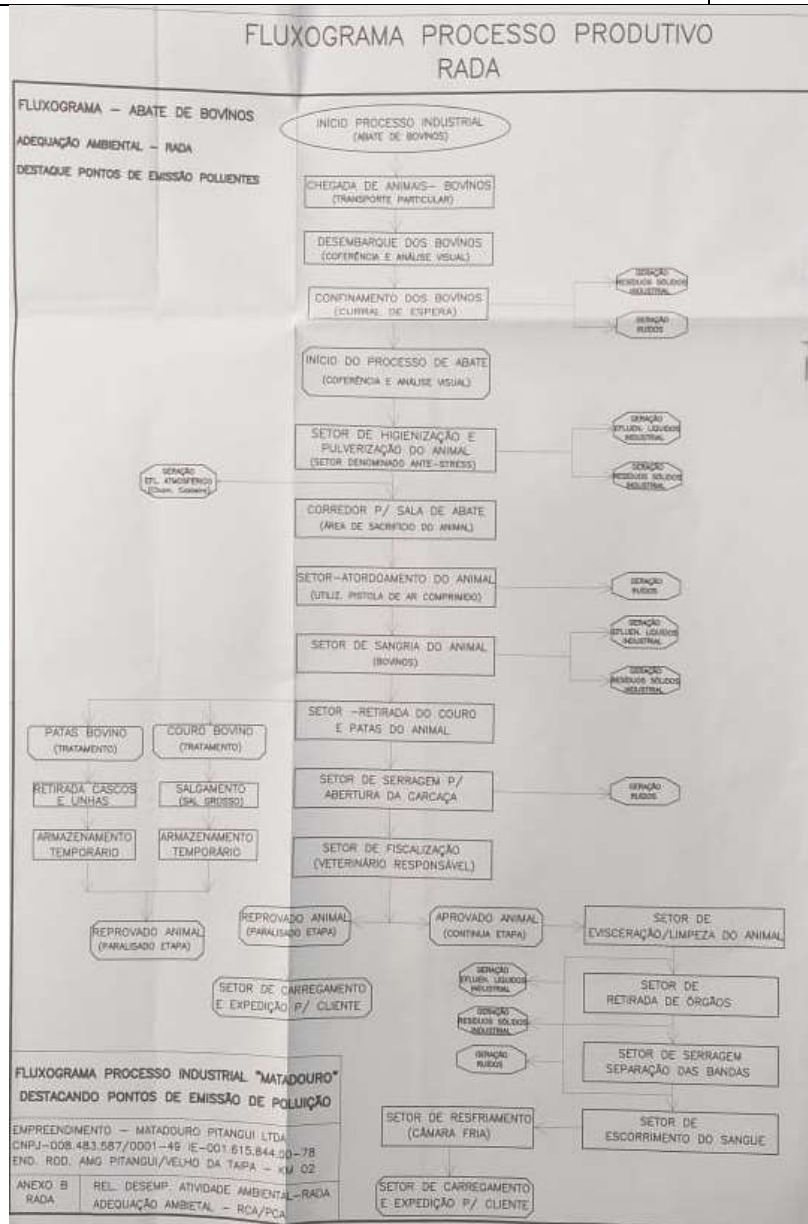 FLUXOGRAMA PROCESSO PRODUTIVO
RADA
FLUXOGRAMA – ABATE DE BOVÍNOS
ADEQUAÇÃO AMBIENTAL – RADA
DESTAQUE PONTOS DE EMISSÃO POLUENTES
INÍCIO PROCESSO INDUSTRIAL
(ABATE DE BOVÍNOS)
CHEGADA DE ANIMAIS– BOVÍNOS
(TRANSPORTE PARTICULAR)
DESEMBARQUE DOS BOVÍNOS
(COFERÊNCIA E ANÁLISE VISUAL)
CONFINAMENTO DOS BOVÍNOS
(CURRAL DE ESPERA)
GERAÇÃO
RESÍDUOS SÓLIDOS
INDUSTRIAL
GERAÇÃO
RUÍDOS
INÍCIO DO PROCESSO DE ABATE
(COFERÊNCIA E ANÁLISE VISUAL)
SETOR DE HIGIENIZAÇÃO E
PULVERIZAÇÃO DO ANIMAL
(SETOR DENOMINADO ANTE-STRESS)
GERAÇÃO
EFLUEN. LÍQUIDOS
INDUSTRIAL
GERAÇÃO
RESÍDUOS SÓLIDOS
INDUSTRIAL
GERAÇÃO
EFL. ATMOSFÉRICO
CORREDOR P/ SALA DE ABATE
(ÁREA DE SACRIFÍCIO DO ANIMAL)
SETOR-ATORDOAMENTO DO ANIMAL
(UTILIZ. PISTOLA DE AR COMPRIMIDO)
GERAÇÃO
RUÍDOS
SETOR DE SANGRIA DO ANIMAL
(BOVÍNOS)
GERAÇÃO
EFLUEN. LÍQUIDOS
INDUSTRIAL
GERAÇÃO
RESÍDUOS SÓLIDOS
INDUSTRIAL
SETOR -RETIRADA DO COURO
E PATAS DO ANIMAL
PATAS BOVINO
(TRATAMENTO)
COURO BOVINO
(TRATAMENTO)
RETIRADA CASCOS
E UNHAS
SALGAMENTO
(SAL GROSSO)
ARMAZENAMENTO
TEMPORÁRIO
ARMAZENAMENTO
TEMPORÁRIO
SETOR DE SERRAGEM P/
ABERTURA DA CARCAÇA
GERAÇÃO
RUÍDOS
SETOR DE FISCALIZAÇÃO
(VETERINÁRIO RESPONSÁVEL)
REPROVADO ANIMAL
(PARALISADO ETAPA)
REPROVADO ANIMAL
(PARALISADO ETAPA)
APROVADO ANIMAL
(CONTINUA ETAPA)
SETOR DE
EVISCERAÇÃO/LIMPEZA DO ANIMAL
SETOR DE CARREGAMENTO
E EXPEDIÇÃO P/ CLIENTE
GERAÇÃO
EFLUEN. LÍQUIDOS
INDUSTRIAL
GERAÇÃO
RESÍDUOS SÓLIDOS
INDUSTRIAL
GERAÇÃO
RUÍDOS
SETOR DE
RETIRADA DE ÓRGÃOS
SETOR DE SERRAGEM
SEPARAÇÃO DAS BANDAS
SETOR DE
ESCORRIMENTO DO SANGUE
SETOR DE RESFRIAMENTO
(CÂMARA FRIA)
SETOR DE CARREGAMENTO
E EXPEDIÇÃO P/ CLIENTE
FLUXOGRAMA PROCESSO INDUSTRIAL "MATADOURO"
DESTACANDO PONTOS DE EMISSÃO DE POLUIÇÃO
EMPREENDIMENTO – MATADOURO PITANGUI LTDA
CNPJ-008.483.587/0001-49 IE-001.615.844.00-78
END. ROD. AMG PITANGUI/VELHO DA TAIPA – KM 02
ANEXO B
RADA
REL. DESEMP. ATIVIDADE AMBIENTAL-RADA
ADEQUAÇÃO AMBIETAL – RCA/PCA